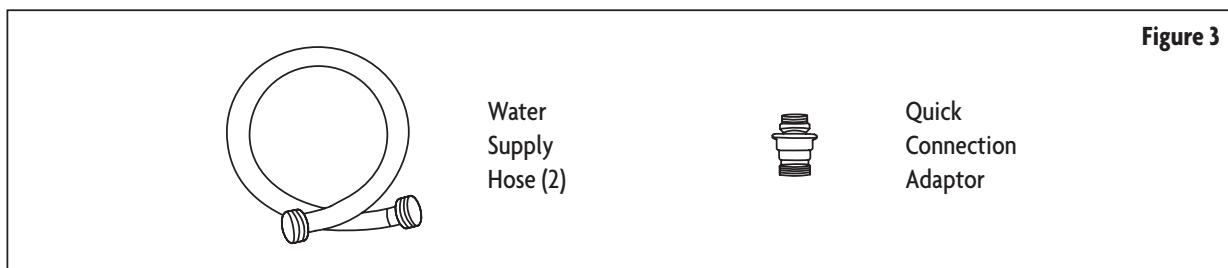 Figure 3
Water
Supply
Hose (2)
Quick
Connection
Adaptor